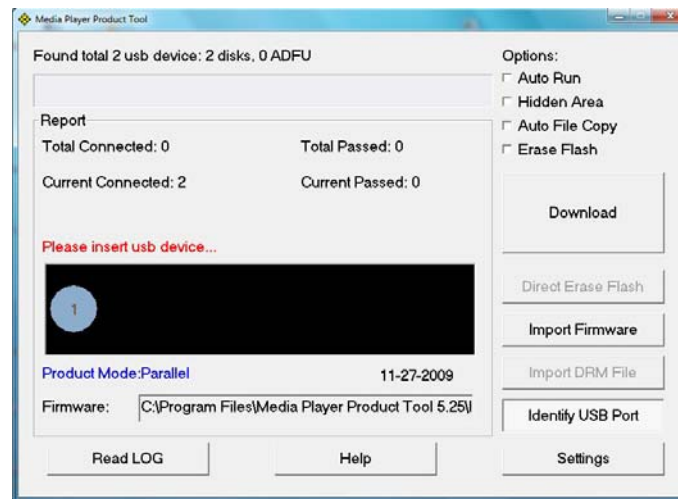 Media Player Product Tool
Found total 2 usb device: 2 disks, 0 ADFU
Report
Total Connected: 0 Total Passed: 0
Current Connected: 2 Current Passed: 0
Please insert usb device...
1
Product Mode:Parallel 11-27-2009
Firmware: C:\Program Files\Media Player Product Tool 5.25\
Read LOG Help
Options:
Auto Run
Hidden Area
Auto File Copy
Erase Flash
Download
Direct Erase Flash
Import Firmware
Import DRM File
Identify USB Port
Settings